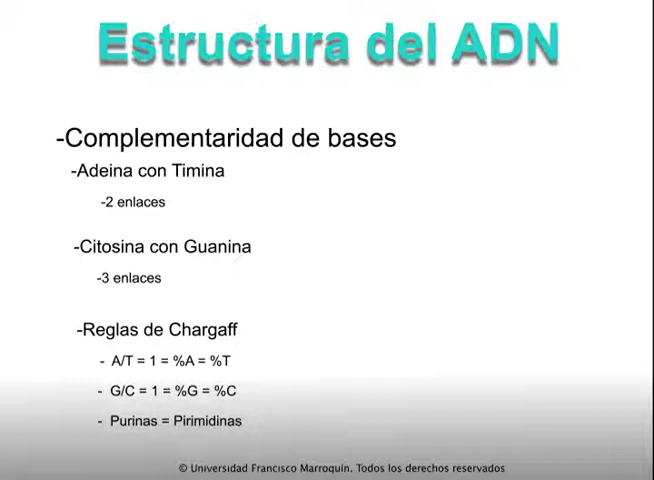 Estructura del ADN
-Complementaridad de bases
-Adeina con Timina
-2 enlaces
-Citosina con Guanina
-3 enlaces
-Reglas de Chargaff
- A/T = 1 = %A = %T
- G/C = 1 = %G = %C
- Purinas = Pirimidinas
© Universidad Francisco Marroquín. Todos los derechos reservados